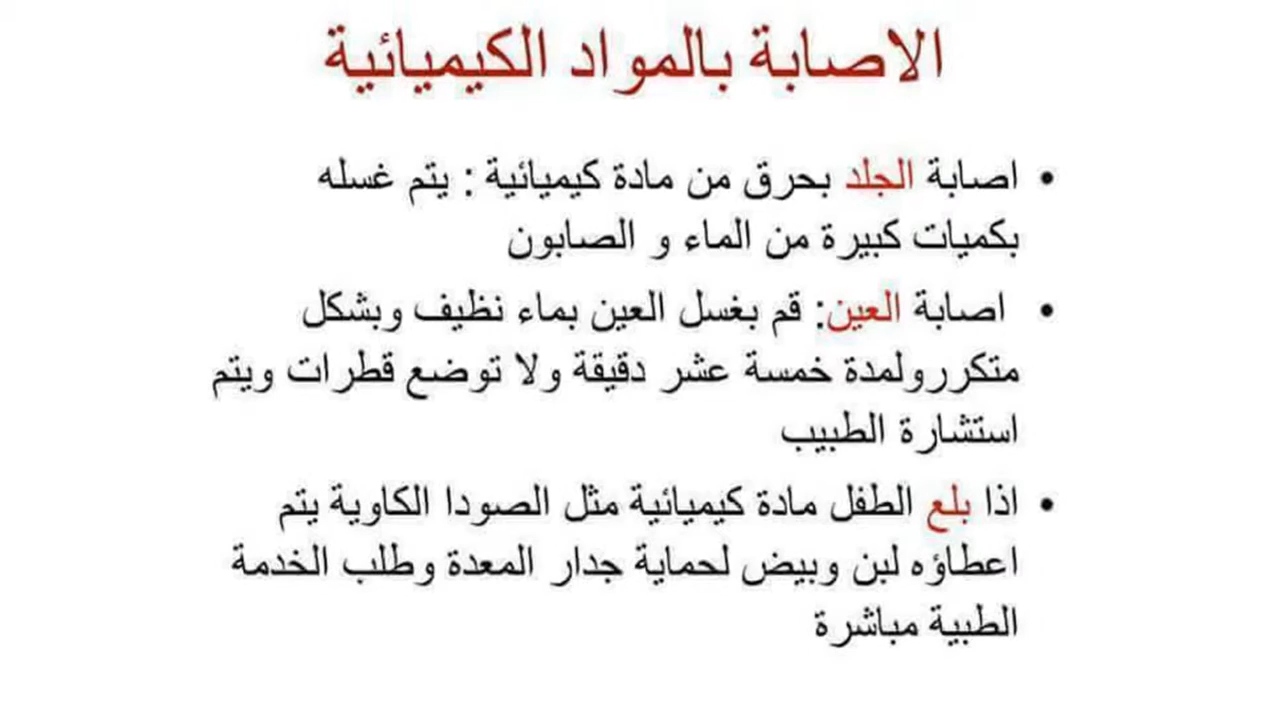 الاصابة بالمواد الكيميائية
• اصابة الجلد بحرق من مادة كيميائية : يتم غسله
بكميات كبيرة من الماء و الصابون
• اصابة العين: قم بغسل العين بماء نظيف وبشكل
متكررولمدة خمسة عشر دقيقة ولا توضع قطرات ويتم
استشارة الطبيب
• اذا بلع الطفل مادة كيميائية مثل الصودا الكاوية يتم
اعطاؤه لبن وبيض لحماية جدار المعدة وطلب الخدمة
الطبية مباشرة